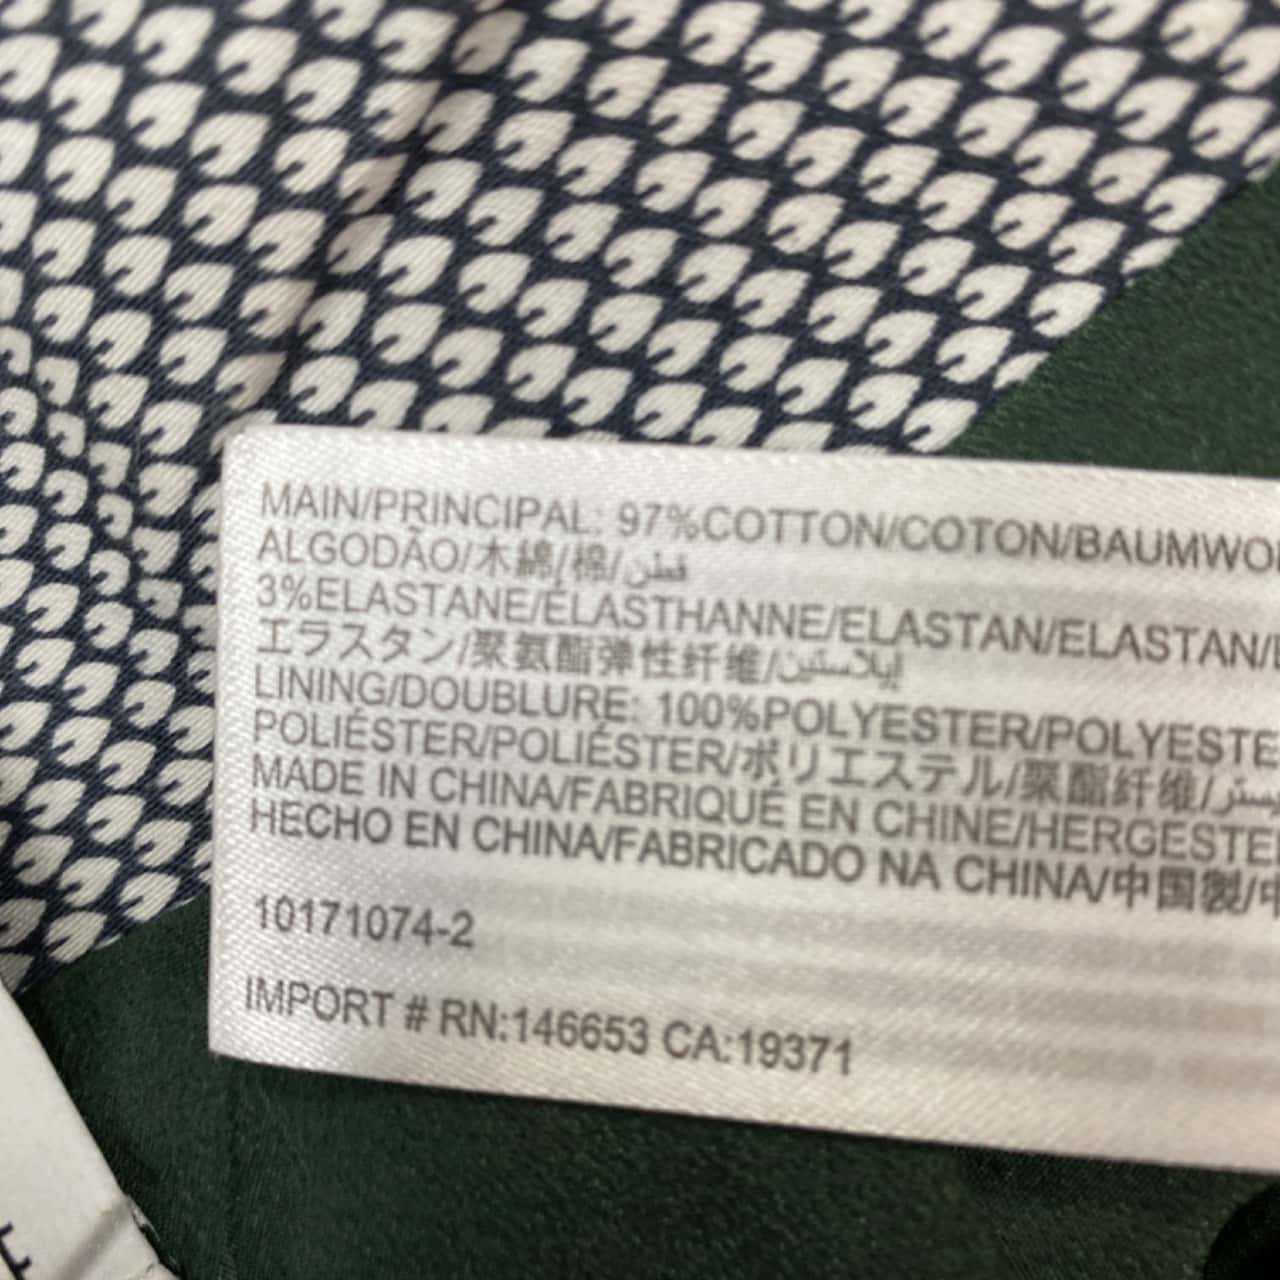 MAIN/PRINCIPAL: 97%COTTON/COTON/BAUMWO
ALGODÃO/木綿/棉/قطن
3%ELASTANE/ÉLASTHANNE/ELASTAN/ELASTAN/
エラスタン/聚氨酯弹性纤维/إيلاستين
LINING/DOUBLURE: 100%POLYESTER/POLYESTE
POLIÉSTER/POLIÉSTER/ポリエステル/聚酯纤维/
MADE IN CHINA/FABRIQUÉ EN CHINE/HERGESTE
HECHO EN CHINA/FABRICADO NA CHINA/中国製/中
10171074-2
IMPORT # RN:146653 CA:19371